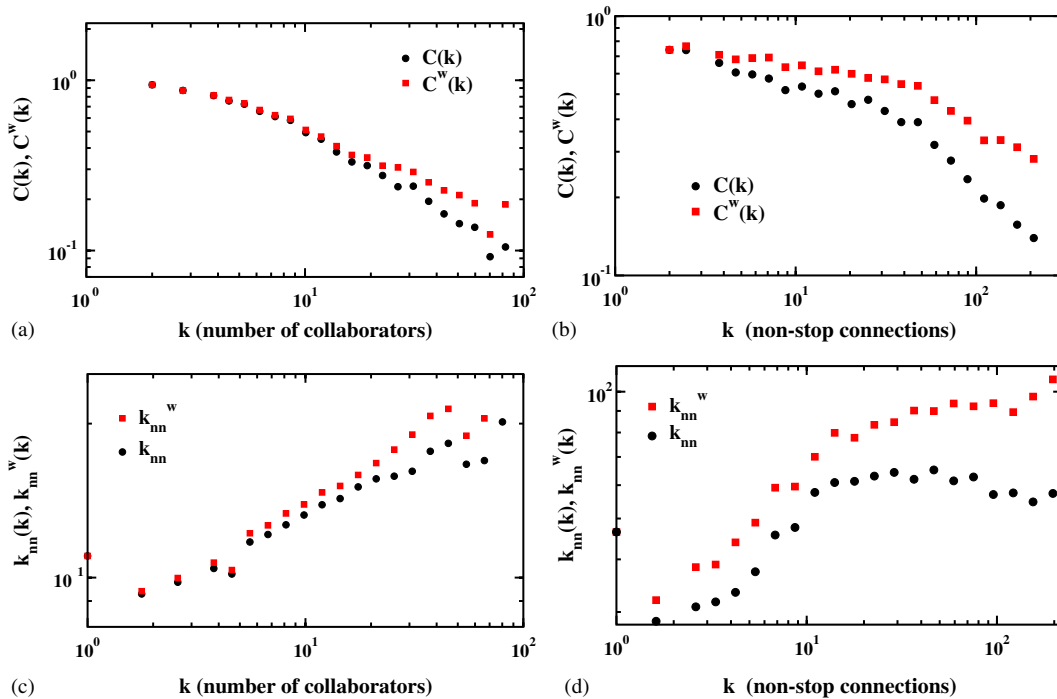 10^0
10^-1
C(k), C^w(k)
C(k)
C^w(k)
10^0
10^1
10^2
k (number of collaborators)
(a)
10^0
10^-1
C(k), C^w(k)
C(k)
C^w(k)
10^0
10^1
10^2
k (non-stop connections)
(b)
10^1
k_nn(k), k_nn^w(k)
k_nn^w
k_nn
10^0
10^1
10^2
k (number of collaborators)
(c)
10^2
k_nn(k), k_nn^w(k)
k_nn^w
k_nn
10^0
10^1
10^2
k (non-stop connections)
(d)